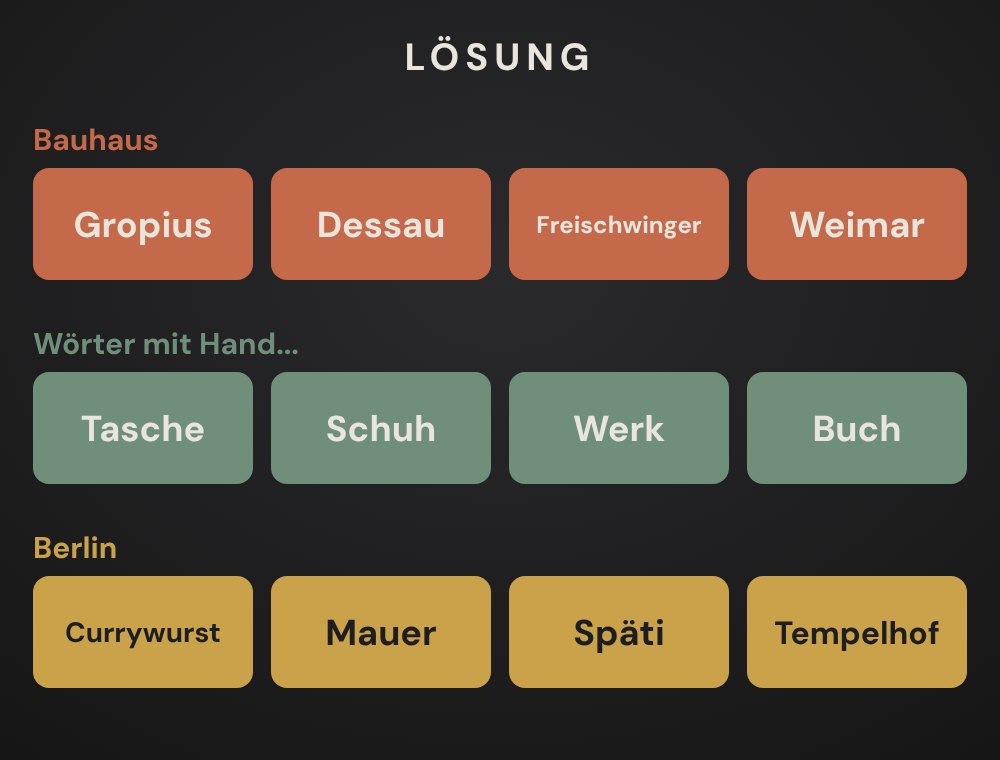 LÖSUNG
Bauhaus
Gropius Dessau Freischwinger Weimar
Wörter mit Hand...
Tasche Schuh Werk Buch
Berlin
Currywurst Mauer Späti Tempelhof